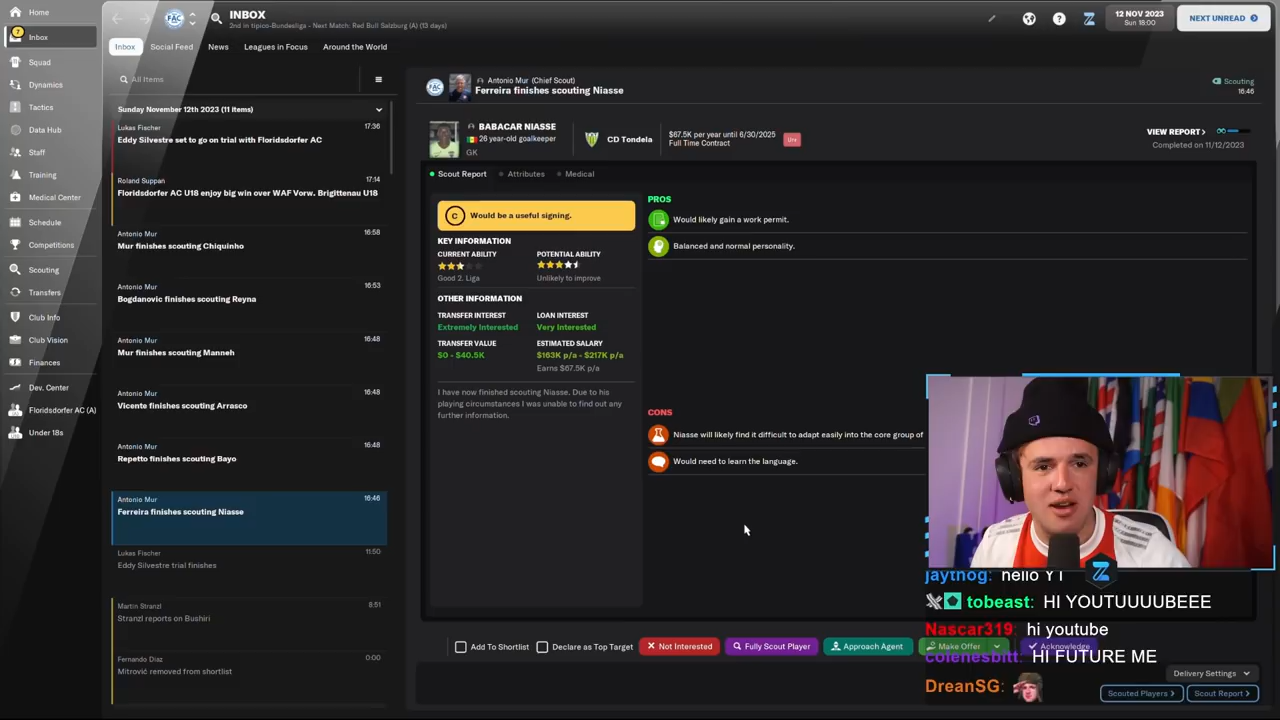 Home
Inbox
7
Squad
Dynamics
Tactics
Data Hub
Staff
Training
Medical Center
Schedule
Competitions
Scouting
Transfers
Club Info
Club Vision
Finances
Dev. Center
Floridsdorfer AC (A)
Under 18s
FAC
INBOX
2nd in tipico-Bundesliga - Next Match: Red Bull Salzburg (A) (13 days)
12 NOV 2023
Sun 18:00
NEXT UNREAD
Inbox
Social Feed
News
Leagues in Focus
Around the World
All Items
Sunday November 12th 2023 (11 items)
Lukas Fischer 17:36
Eddy Silvestre set to go on trial with Floridsdorfer AC
Roland Suppan 17:14
Floridsdorfer AC U18 enjoy big win over WAF Vorw. Brigittenau U18
Antonio Mur 16:58
Mur finishes scouting Chiquinho
Antonio Mur 16:53
Bogdanovic finishes scouting Reyna
Antonio Mur 16:48
Mur finishes scouting Manneh
Antonio Mur 16:48
Vicente finishes scouting Arrasco
Antonio Mur 16:48
Repetto finishes scouting Bayo
Antonio Mur 16:46
Ferreira finishes scouting Niasse
Lukas Fischer 11:50
Eddy Silvestre trial finishes
Martin Stranzl 8:51
Stranzl reports on Bushiri
Fernando Diaz 0:00
Mitrović removed from shortlist
FAC
Antonio Mur (Chief Scout)
Ferreira finishes scouting Niasse
Scouting
16:46
BABACAR NIASSE
26 year-old goalkeeper
GK
CD Tondela
$67.5K per year until 6/30/2025
Full Time Contract
VIEW REPORT
Completed on 11/12/2023
Scout Report
Attributes
Medical
C Would be a useful signing.
KEY INFORMATION
CURRENT ABILITY
Good 2. Liga
POTENTIAL ABILITY
Unlikely to improve
OTHER INFORMATION
TRANSFER INTEREST
Extremely Interested
LOAN INTEREST
Very Interested
TRANSFER VALUE
$0 - $40.5K
ESTIMATED SALARY
$163K p/a - $217K p/a
Earns $67.5K p/a
I have now finished scouting Niasse. Due to his
playing circumstances I was unable to find out any
further information.
PROS
Would likely gain a work permit.
Balanced and normal personality.
CONS
Niasse will likely find it difficult to adapt easily into the core group of
Would need to learn the language.
Add To Shortlist
Declare as Top Target
Not Interested
Fully Scout Player
Approach Agent
Make Offer
Acknowledge
Delivery Settings
Scouted Players
Scout Report
jaythog: hello YT
tobeast: HI YOUTUUUUBEEE
Nascar319: hi youtube
colenesbitt: HI FUTURE ME
DreanSG: